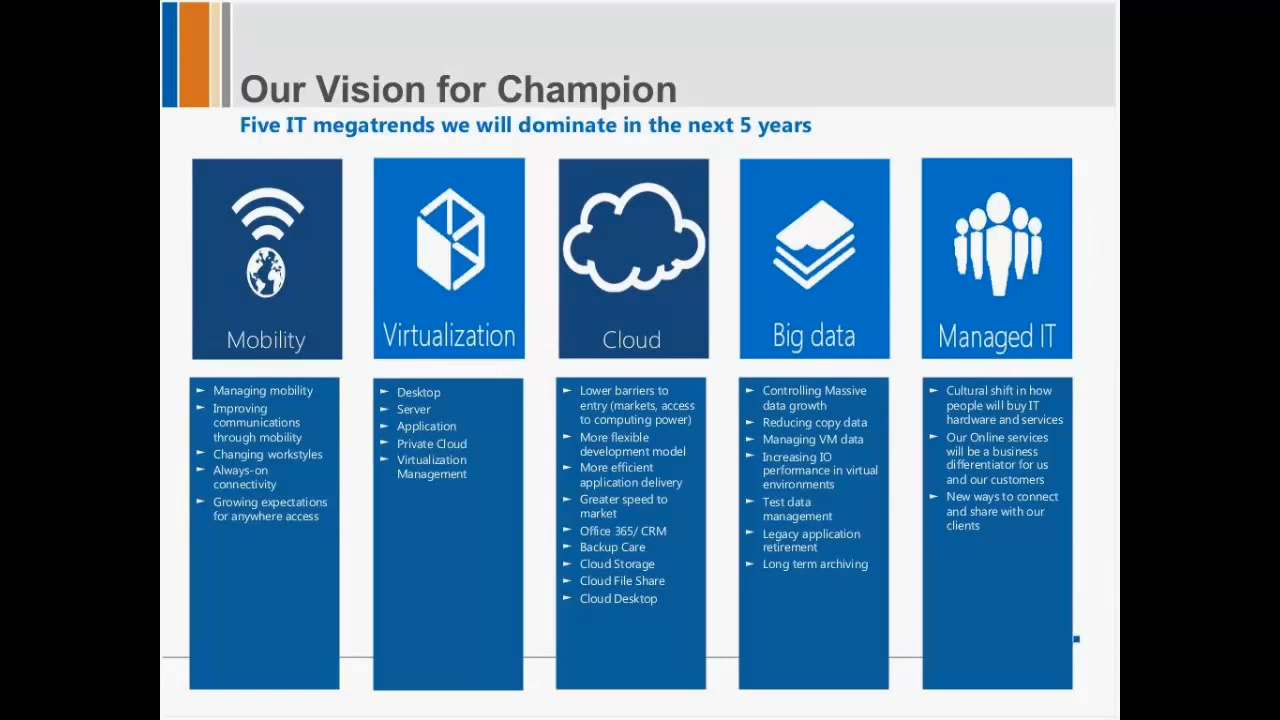 Our Vision for Champion
Five IT megatrends we will dominate in the next 5 years
Mobility
Managing mobility
Improving
communications
through mobility
Changing workstyles
Always-on
connectivity
Growing expectations
for anywhere access
Virtualization
Desktop
Server
Application
Private Cloud
Virtualization
Management
Cloud
Lower barriers to
entry (markets, access
to computing power)
More flexible
development model
More efficient
application delivery
Greater speed to
market
Office 365/ CRM
Backup Care
Cloud Storage
Cloud File Share
Cloud Desktop
Big data
Controlling Massive
data growth
Reducing copy data
Managing VM data
Increasing IO
performance in virtual
environments
Test data
management
Legacy application
retirement
Long term archiving
Managed IT
Cultural shift in how
people will buy IT
hardware and services
Our Online services
will be a business
differentiator for us
and our customers
New ways to connect
and share with our
clients